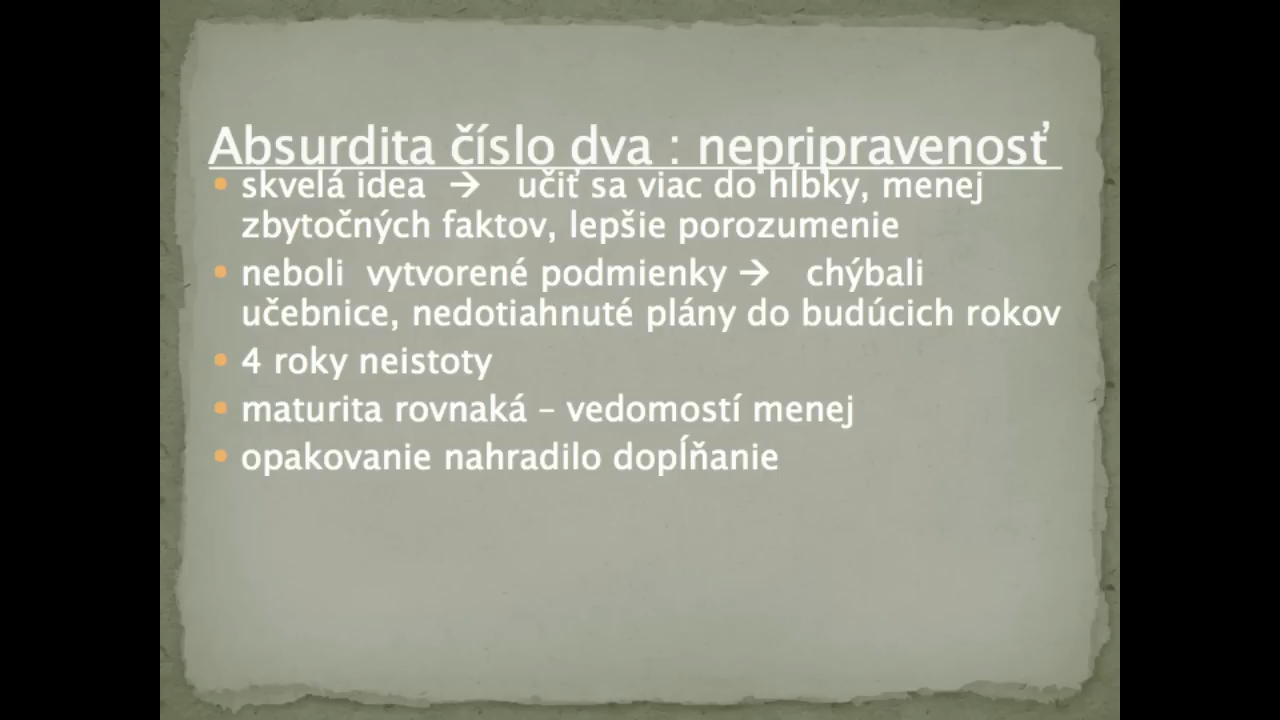 Absurdita číslo dva : nepripravenosť
• skvelá idea → učiť sa viac do hĺbky, menej
zbytočných faktov, lepšie porozumenie
• neboli vytvorené podmienky → chýbali
učebnice, nedotiahnuté plány do budúcich rokov
• 4 roky neistoty
• maturita rovnaká – vedomostí menej
• opakovanie nahradilo dopĺňanie